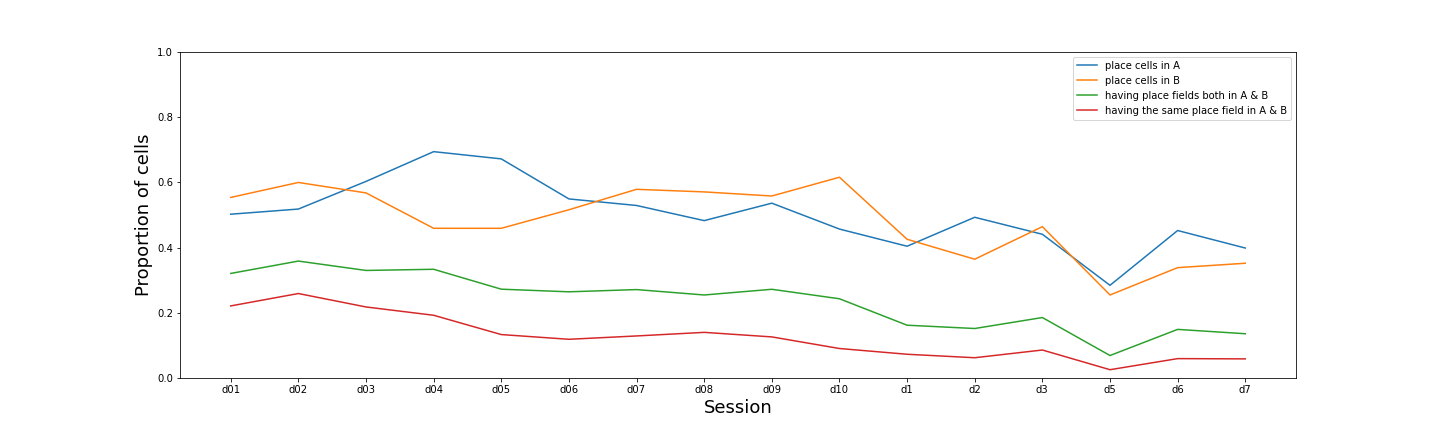 1.0
0.8
0.6
0.4
0.2
0.0
Proportion of cells
place cells in A
place cells in B
having place fields both in A & B
having the same place field in A & B
d01 d02 d03 d04 d05 d06 d07 d08 d09 d10 d1 d2 d3 d5 d6 d7
Session